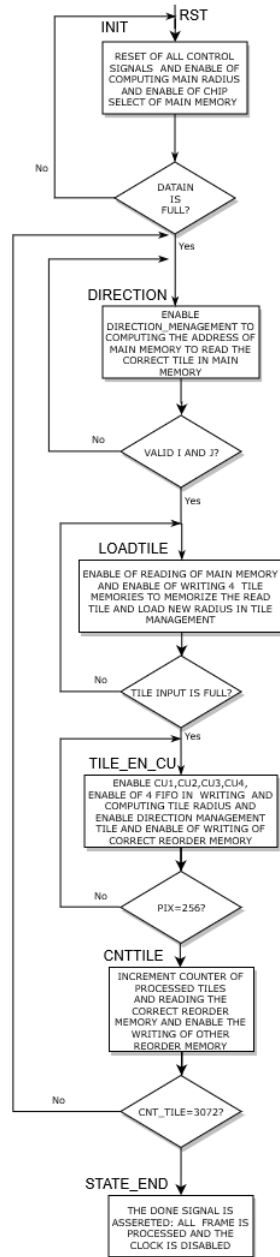 RST
INIT
RESET OF ALL CONTROL
SIGNALS AND ENABLE OF
COMPUTING MAIN RADIUS
AND ENABLE OF CHIP
SELECT OF MAIN MEMORY
No
DATAIN
IS
FULL?
Yes
DIRECTION
ENABLE
DIRECTION_MENAGEMENT TO
COMPUTING THE ADDRESS OF
MAIN MEMORY TO READ THE
CORRECT TILE IN MAIN
MEMORY
No
VALID I AND J?
Yes
LOADTILE
ENABLE OF READING OF MAIN MEMORY
AND ENABLE OF WRITING 4 TILE
MEMORIES TO MEMORIZE THE READ
TILE AND LOAD NEW RADIUS IN TILE
MANAGEMENT
No
TILE INPUT IS FULL?
Yes
TILE_EN_CU
ENABLE CU1,CU2,CU3,CU4,
ENABLE OF 4 FIFO IN WRITING AND
COMPUTING TILE RADIUS AND
ENABLE DIRECTION MANAGEMENT
TILE AND ENABLE OF WRITING OF
CORRECT REORDER MEMORY
No
PIX=256?
CNTTILE
INCREMENT COUNTER OF
PROCESSED TILES
AND READING THE
CORRECT REORDER
MEMORY AND ENABLE THE
WRITING OF OTHER
REORDER MEMORY
No
CNT_TILE=3072?
STATE_END
THE DONE SIGNAL IS
ASSERETED: ALL FRAME IS
PROCESSED AND THE
CLOCK IS DISABLED